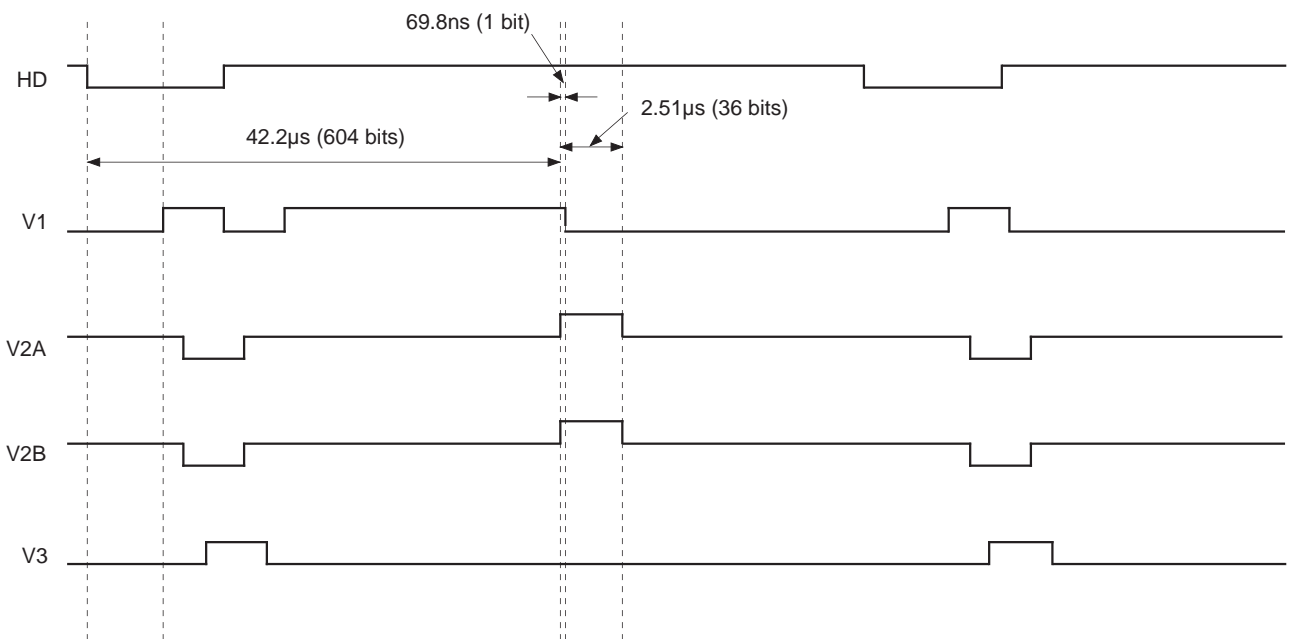 69.8ns (1 bit)
HD
2.51μs (36 bits)
42.2μs (604 bits)
V1
V2A
V2B
V3